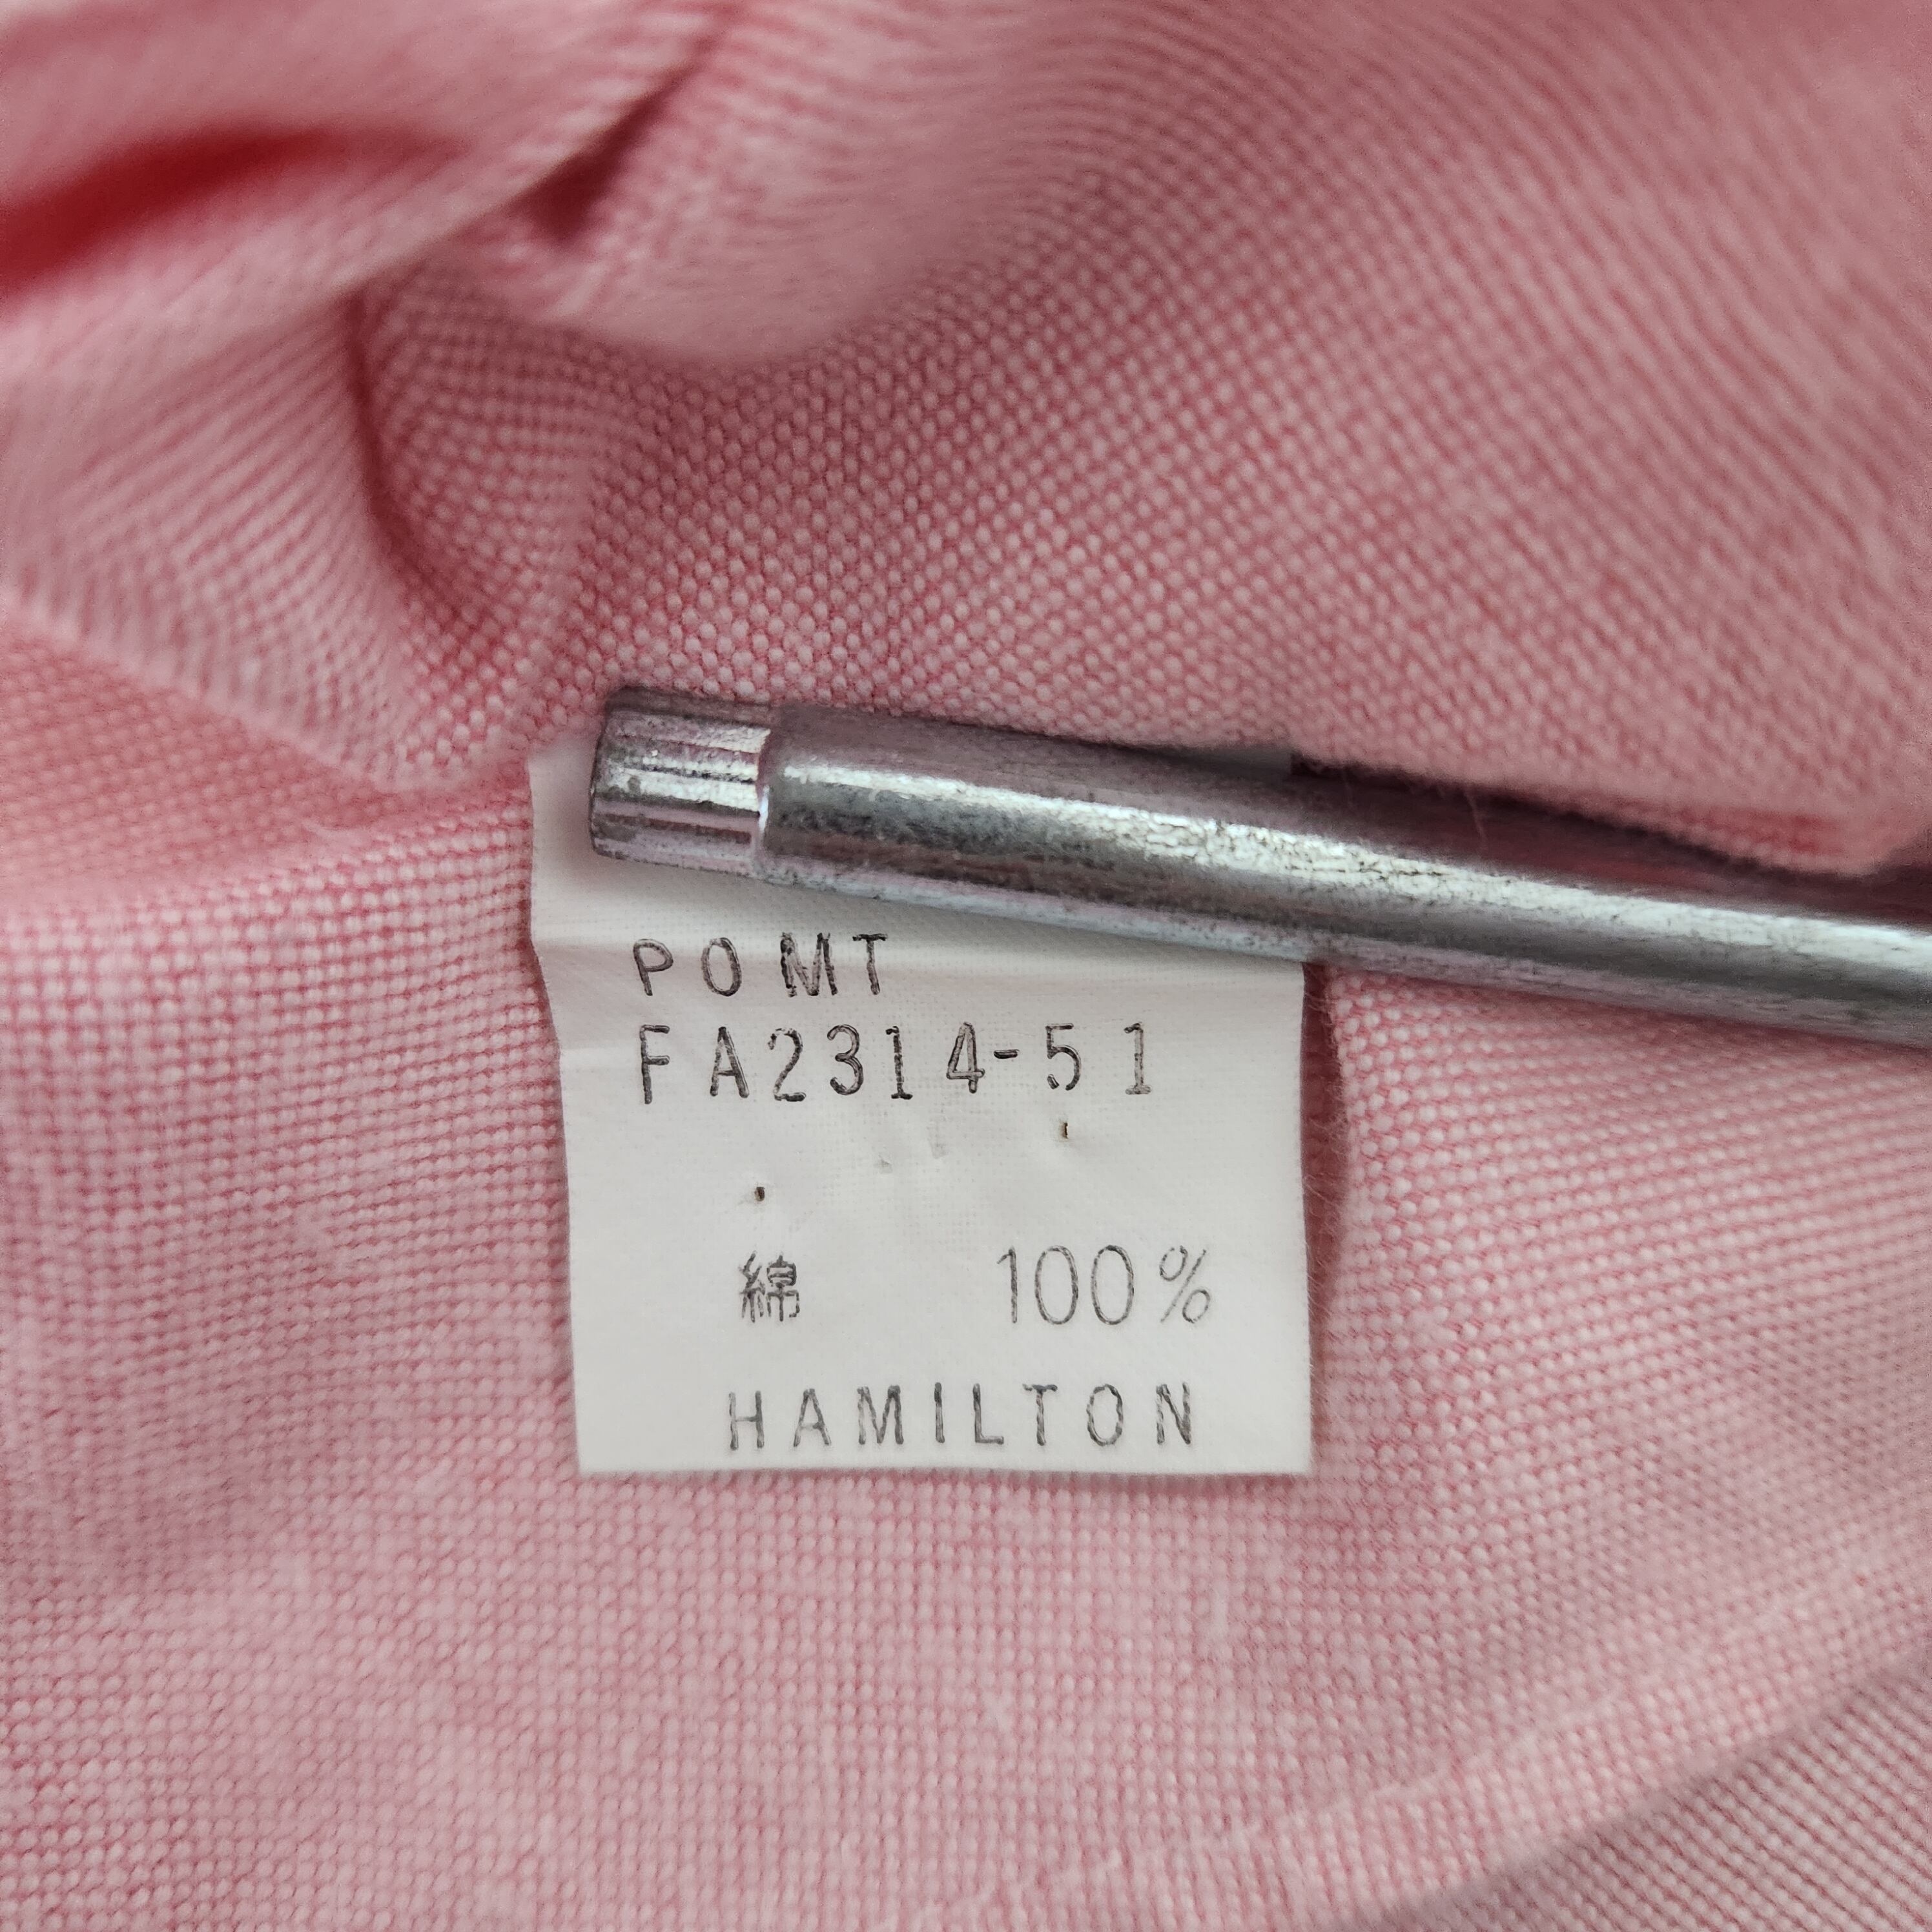 POMT
FA2314-51
綿 100%
HAMILTON